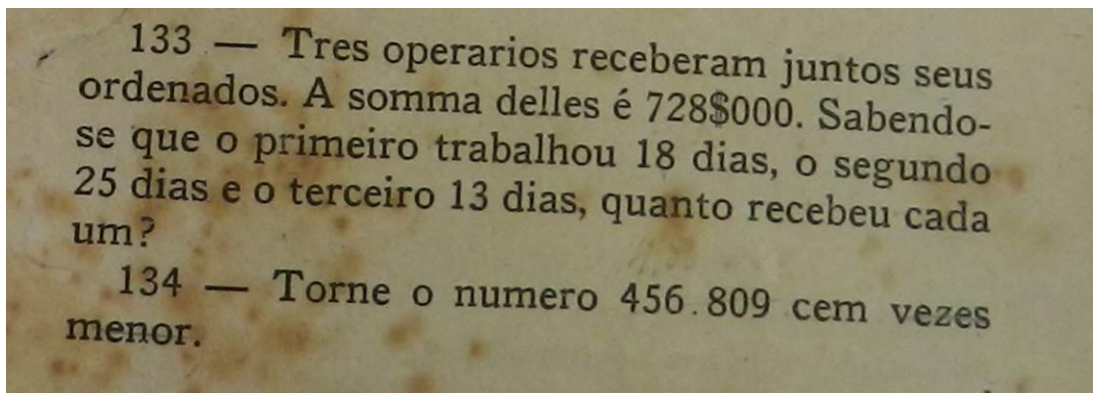 133 — Tres operarios receberam juntos seus
ordenados. A somma delles é 728$000. Sabendo-
se que o primeiro trabalhou 18 dias, o segundo
25 dias e o terceiro 13 dias, quanto recebeu cada
um?
134 — Torne o numero 456.809 cem vezes
menor.